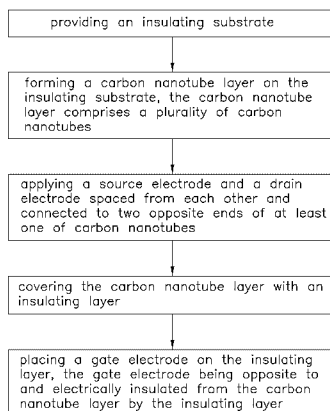 providing an insulating substrate
forming a carbon nanotube layer on the
insulating substrate, the carbon nanotube
layer comprises a plurality of carbon
nanotubes
applying a source electrode and a drain
electrode spaced from each other and
connected to two opposite ends of at least
one of carbon nanotubes
covering the carbon nanotube layer with an
insulating layer
placing a gate electrode on the insulating
layer, the gate electrode being opposite to
and electrically insulated from the carbon
nanotube layer by the insulating layer